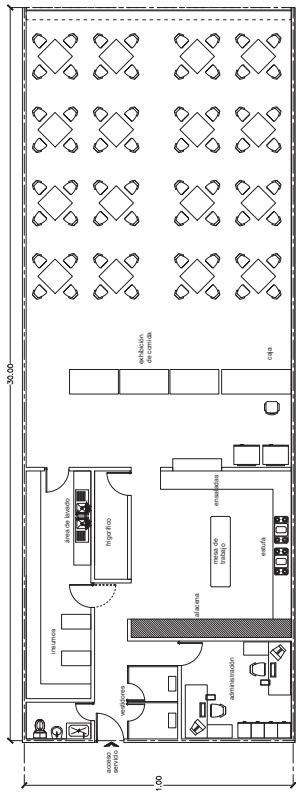 30.00
exhibición
de comida
caja
área de lavado
frigorífico
ensaladas
mesa de
trabajo
estufa
insumos
alacena
vestidores
administración
acceso
servicio
1.00